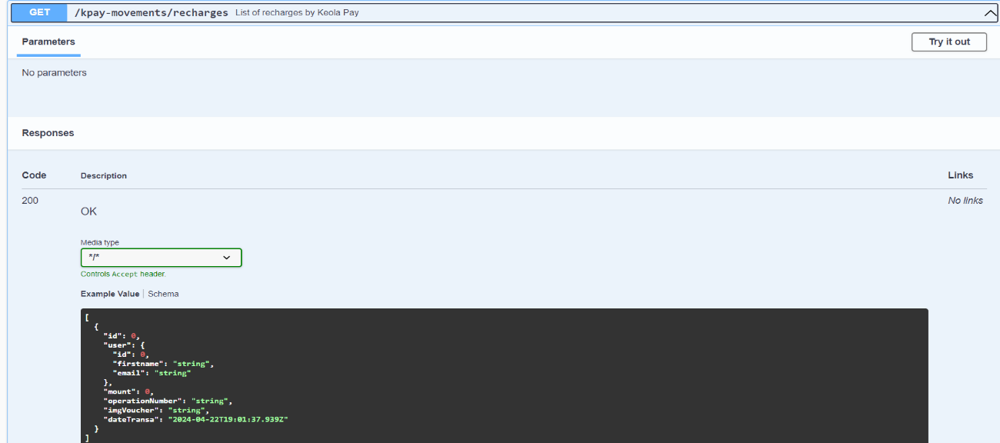 GET /kpay-movements/recharges List of recharges by Keola Pay
Parameters Try it out
No parameters
Responses
Code Description Links
200 OK No links
Media type
*/*
Controls Accept header.
Example Value | Schema
[
{
"id": 0,
"user": {
"id": 0,
"firstname": "string",
"email": "string"
},
"mount": 0,
"operationNumber": "string",
"imgVoucher": "string",
"dateTransa": "2024-04-22T19:01:37.939Z"
}
]